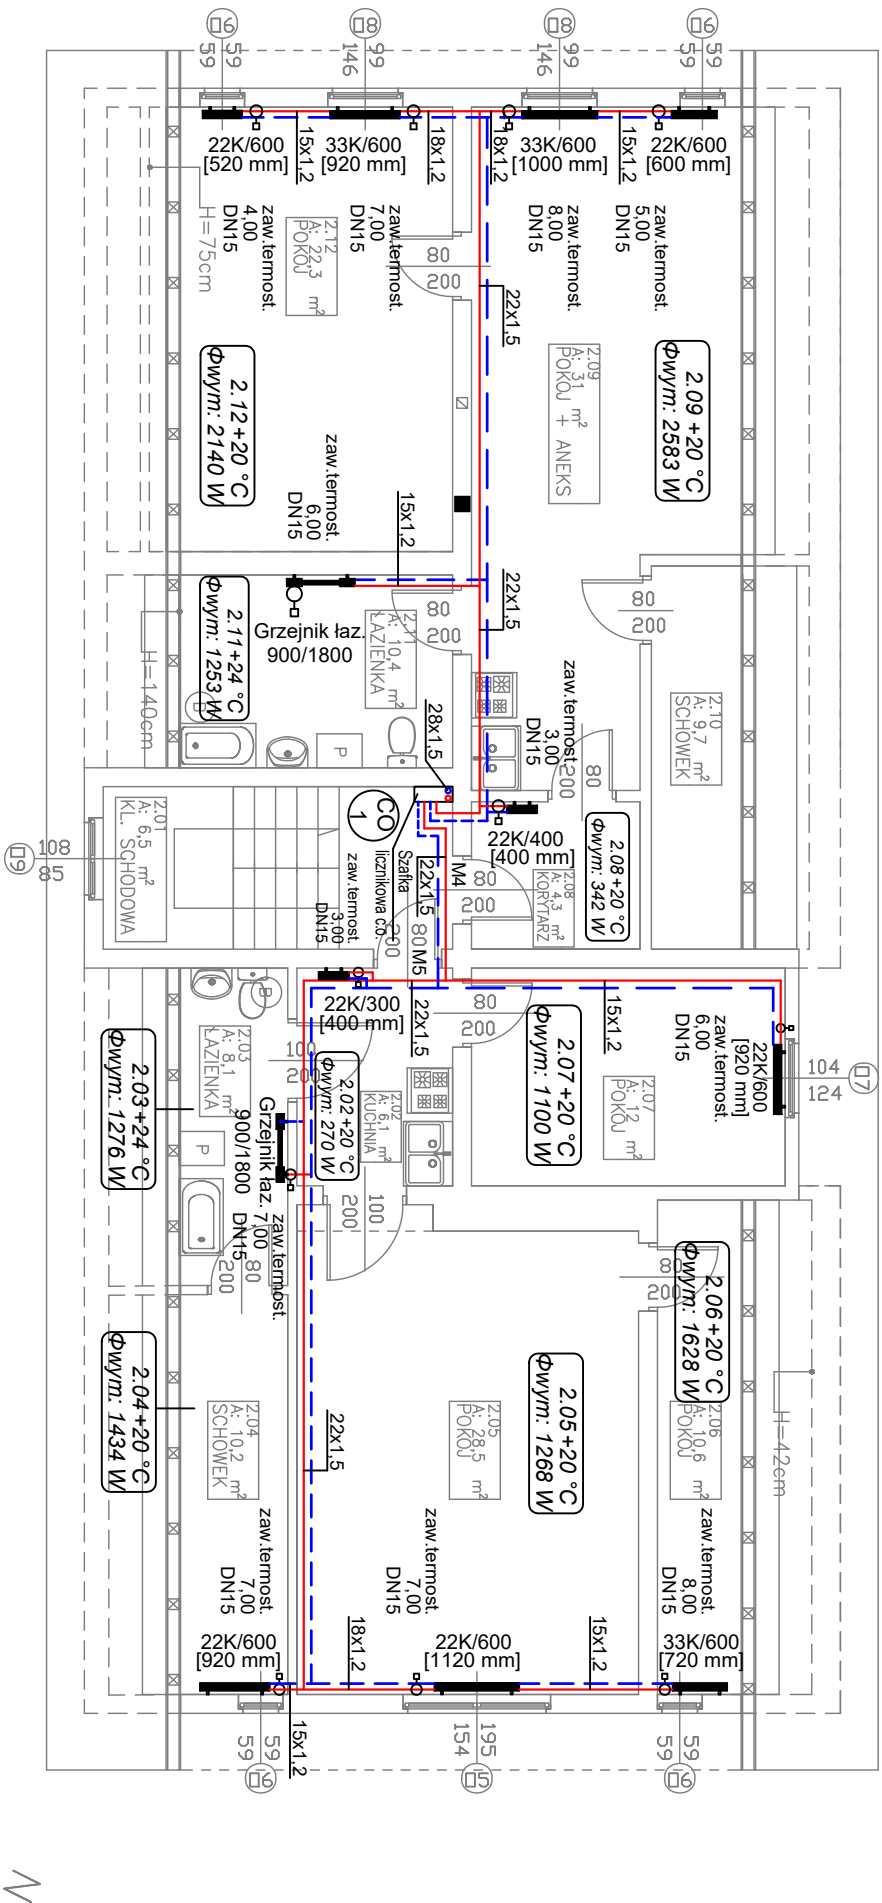 O6
59
59
O8
99
146
O8
99
146
O6
59
59
22K/600
[520 mm]
15x1,2
33K/600
[920 mm]
18x1,2
18x1,2
33K/600
[1000 mm]
15x1,2
22K/600
[600 mm]
H=75cm
zaw.termost.
4,00
DN15
2.12
A: 22,3 m²
POKÓJ
zaw.termost.
7,00
DN15
80
200
zaw.termost.
8,00
DN15
zaw.termost.
5,00
DN15
22x1,5
2.12 +20 °C
Φwym: 2140 W
2.09
A: 31 m²
POKÓJ + ANEKS
2.09 +20 °C
Φwym: 2583 W
zaw.termost.
6,00
DN15
15x1,2
22x1,5
2.11 +24 °C
Φwym: 1253 W
Grzejnik łaz.
900/1800
2.11
A: 10,4 m²
ŁAZIENKA
80
200
80
200
H=140cm
B
P
28x1,5
zaw.termost.
3,00
DN15
80
200
2.10
A: 9,7 m²
SCHOWEK
O9
108
85
2.01
A: 6,5 m²
KL. SCHODOWA
CO
1
Szafka
licznikowa c.o.
22K/400
[400 mm]
2.08 +20 °C
Φwym: 342 W
2.08
A: 4,3 m²
KORYTARZ
M4
22x1,5
80
200
zaw.termost.
3,00
DN15
80
200
M5
22x1,5
22K/300
[400 mm]
B
80
200
15x1,2
zaw.termost.
6,00
DN15
22K/600
[920 mm]
104
124
O7
2.03 +24 °C
Φwym: 1276 W
2.03
A: 8,1 m²
ŁAZIENKA
100
200
2.02 +20 °C
Φwym: 270 W
2.02
A: 6,1 m²
KUCHNIA
2.07 +20 °C
Φwym: 1100 W
2.07
A: 12 m²
POKÓJ
P
Grzejnik łaz.
900/1800
zaw.termost.
7,00
DN15
100
200
80
200
80
200
2.06 +20 °C
Φwym: 1628 W
2.04 +20 °C
Φwym: 1434 W
2.04
A: 10,2 m²
SCHOWEK
22x1,5
2.05
A: 28,5 m²
POKÓJ
2.05 +20 °C
Φwym: 1268 W
2.06
A: 10,6 m²
POKÓJ
H=42cm
zaw.termost.
7,00
DN15
zaw.termost.
7,00
DN15
zaw.termost.
8,00
DN15
22K/600
[920 mm]
18x1,2
22K/600
[1120 mm]
15x1,2
33K/600
[720 mm]
15x1,2
59
59
O6
195
154
O5
59
59
O6
N